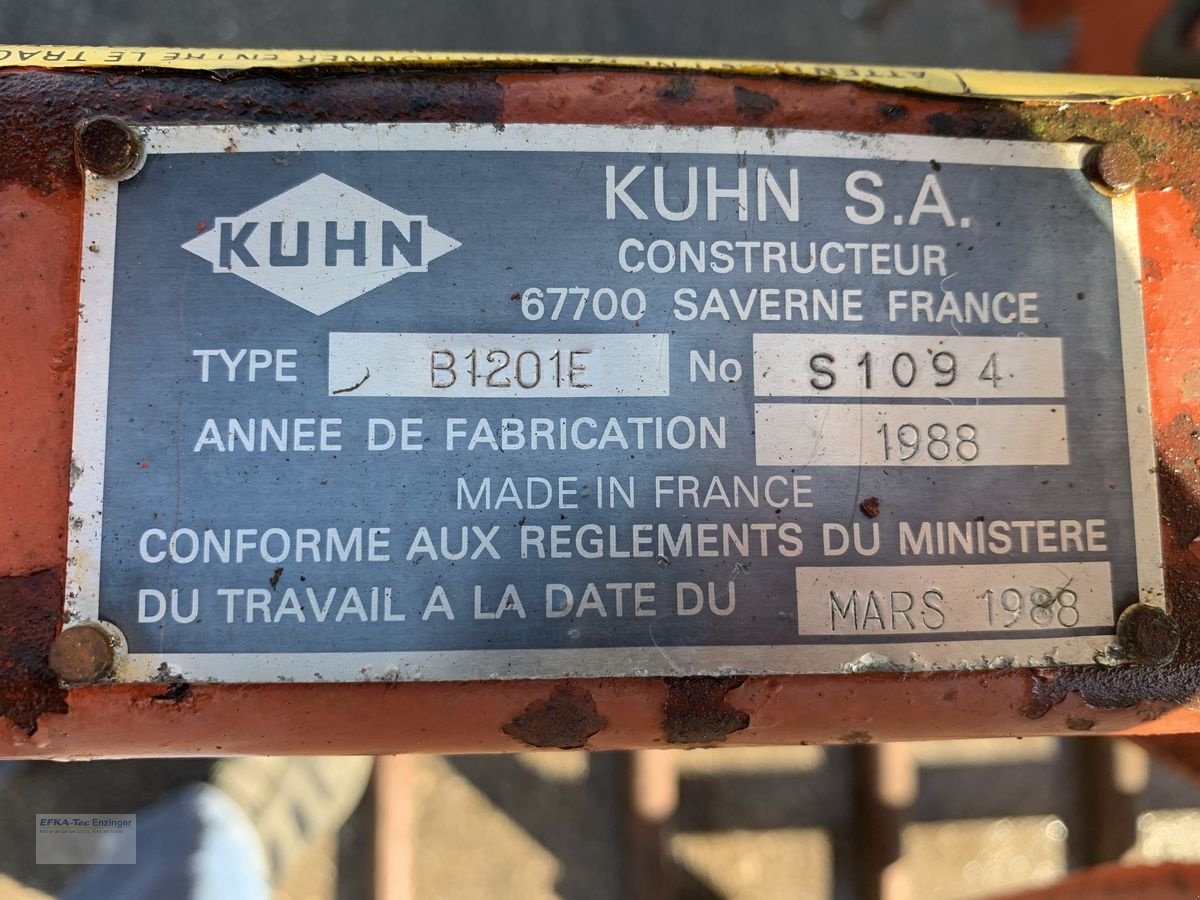 KUHN
KUHN S.A.
CONSTRUCTEUR
67700 SAVERNE FRANCE
TYPE B1201E No S1094
ANNEE DE FABRICATION 1988
MADE IN FRANCE
CONFORME AUX REGLEMENTS DU MINISTERE
DU TRAVAIL A LA DATE DU MARS 1988
EFKA-Tec Enzinger